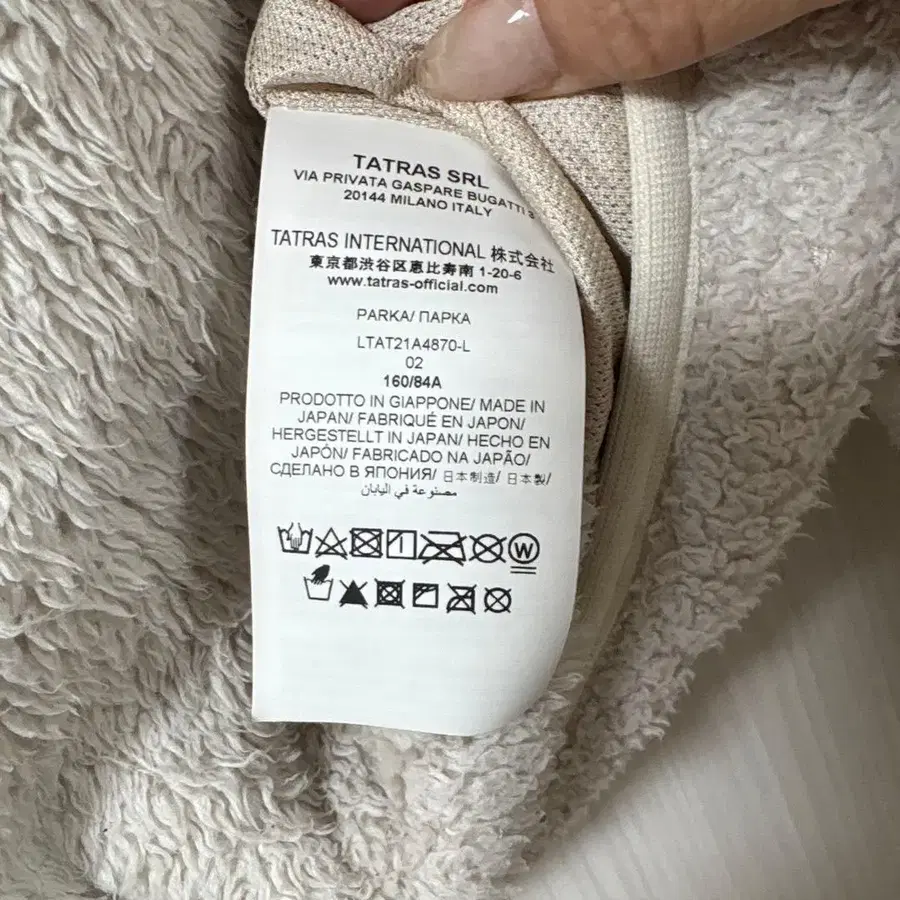 TATRAS SRL
VIA PRIVATA GASPARE BUGATTI 3
20144 MILANO ITALY
TATRAS INTERNATIONAL 株式会社
東京都渋谷区恵比寿南 1-20-6
www.tatras-official.com
PARKA/ ПАРКА
LTAT21A4870-L
02
160/84A
PRODOTTO IN GIAPPONE/ MADE IN
JAPAN/ FABRIQUÉ EN JAPON/
HERGESTELLT IN JAPAN/ HECHO EN
JAPÓN/ FABRICADO NA JAPÃO/
СДЕЛАНО В ЯПОНИЯ/ 日本制造/ 日本製/
مصنوعة في اليابان
W